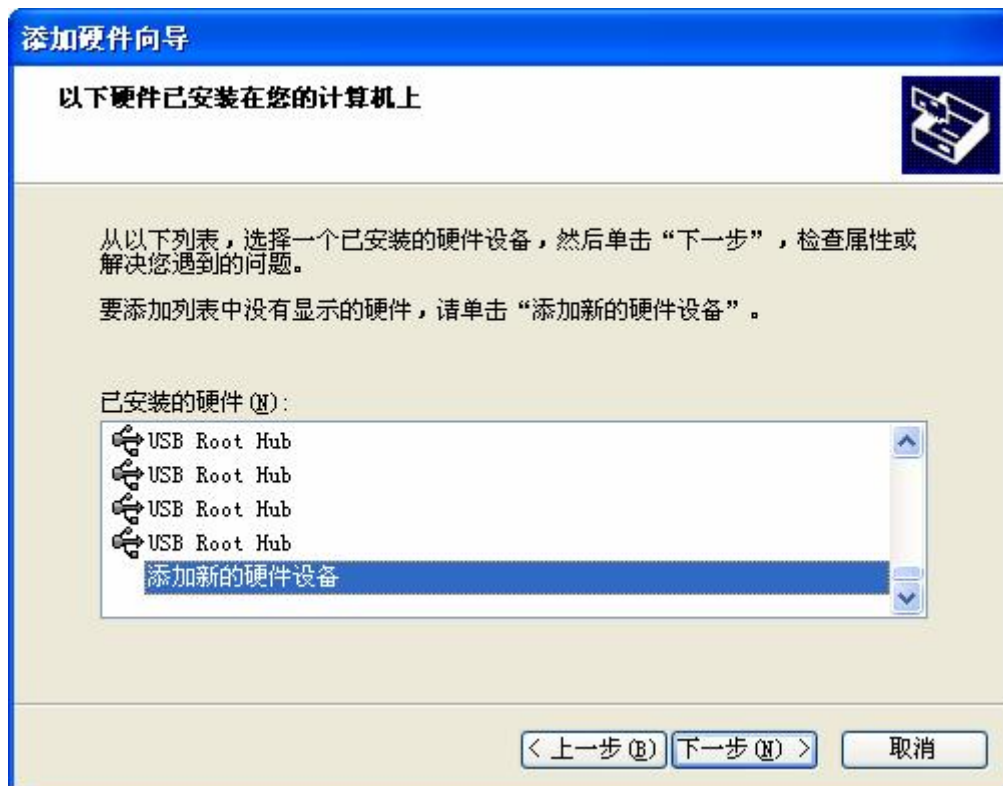 添加硬件向导
以下硬件已安装在您的计算机上
从以下列表，选择一个已安装的硬件设备，然后单击“下一步”，检查属性或
解决您遇到的问题。
要添加列表中没有显示的硬件，请单击“添加新的硬件设备”。
已安装的硬件(N):
USB Root Hub
USB Root Hub
USB Root Hub
USB Root Hub
添加新的硬件设备
< 上一步(B) 下一步(N) > 取消